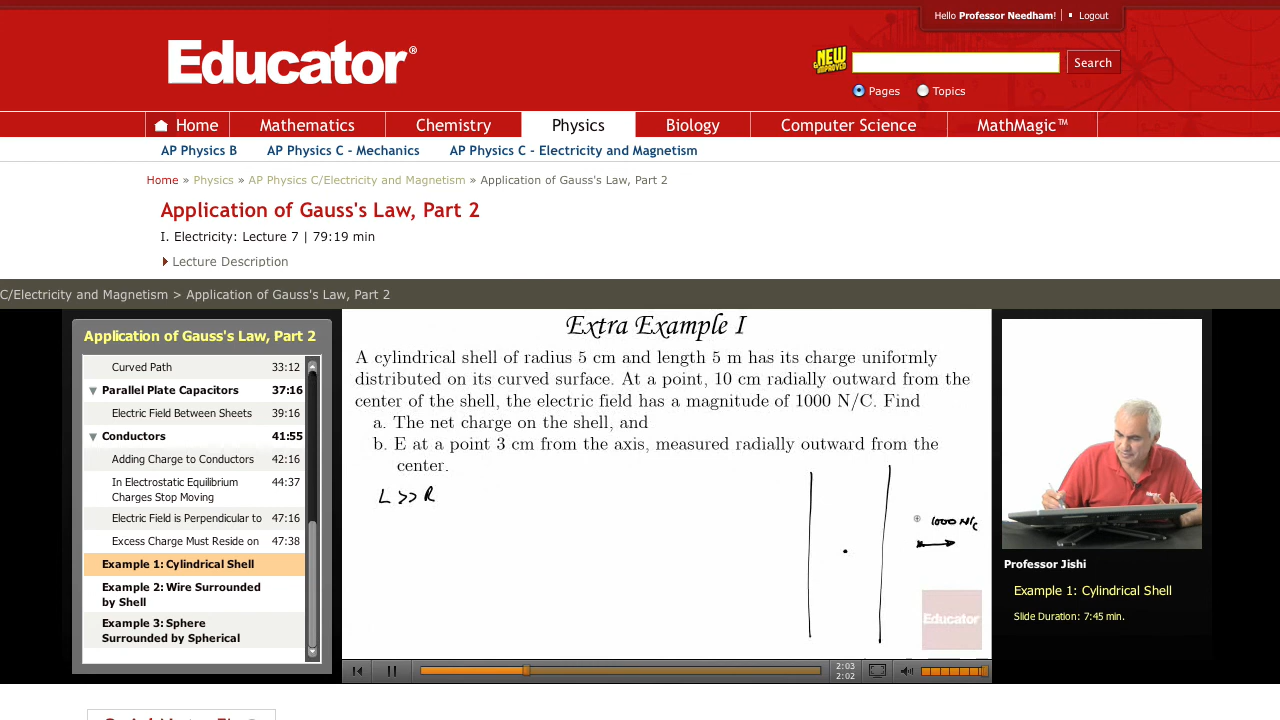 Hello Professor Needham! Logout
Educator®
NEW
& IMPROVED
Search
Pages Topics
Home Mathematics Chemistry Physics Biology Computer Science MathMagic™
AP Physics B AP Physics C - Mechanics AP Physics C - Electricity and Magnetism
Home » Physics » AP Physics C/Electricity and Magnetism » Application of Gauss's Law, Part 2
Application of Gauss's Law, Part 2
I. Electricity: Lecture 7 | 79:19 min
Lecture Description
C/Electricity and Magnetism > Application of Gauss's Law, Part 2
Application of Gauss's Law, Part 2
Curved Path 33:12
Parallel Plate Capacitors 37:16
Electric Field Between Sheets 39:16
Conductors 41:55
Adding Charge to Conductors 42:16
In Electrostatic Equilibrium 44:37
Charges Stop Moving
Electric Field is Perpendicular to 47:16
Excess Charge Must Reside on 47:38
Example 1: Cylindrical Shell
Example 2: Wire Surrounded
by Shell
Example 3: Sphere
Surrounded by Spherical
Extra Example I
A cylindrical shell of radius 5 cm and length 5 m has its charge uniformly
distributed on its curved surface. At a point, 10 cm radially outward from the
center of the shell, the electric field has a magnitude of 1000 N/C. Find
a. The net charge on the shell, and
b. E at a point 3 cm from the axis, measured radially outward from the
center.
L >> R
1000 N/C
Educator
2:03
2:02
Professor Jishi
Example 1: Cylindrical Shell
Slide Duration: 7:45 min.